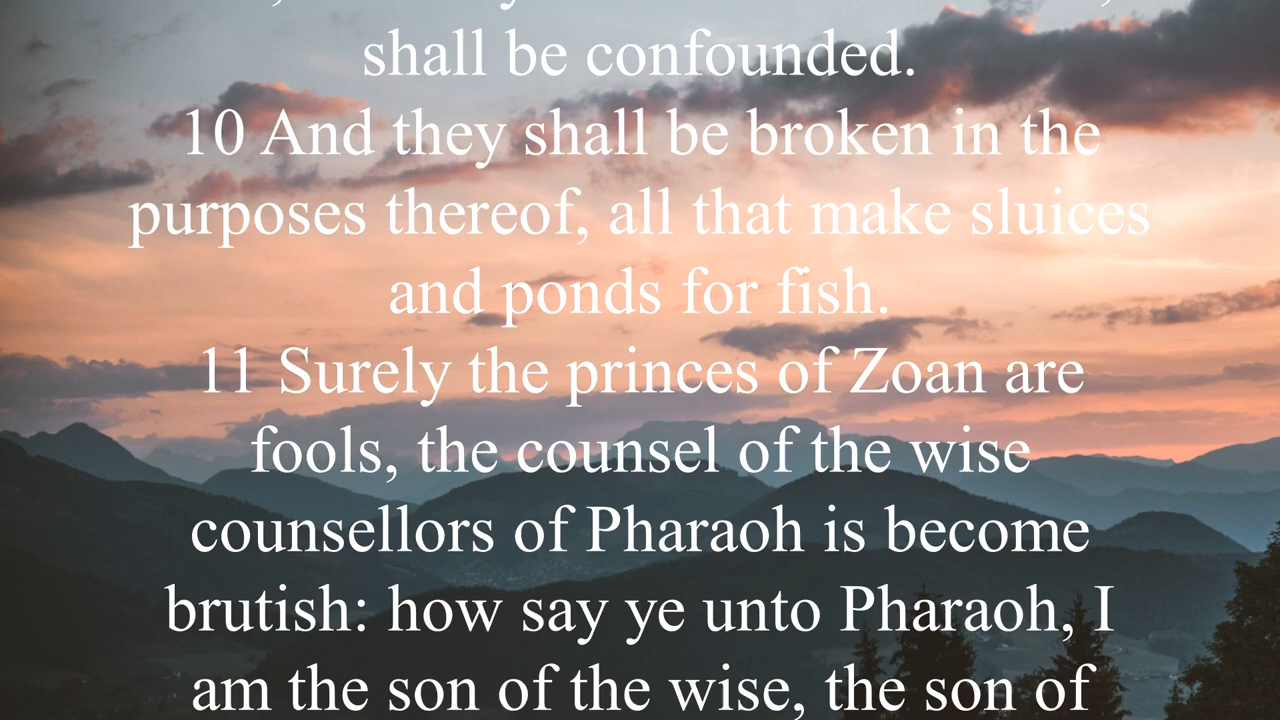 shall be confounded.
10 And they shall be broken in the
purposes thereof, all that make sluices
and ponds for fish.
11 Surely the princes of Zoan are
fools, the counsel of the wise
counsellors of Pharaoh is become
brutish: how say ye unto Pharaoh, I
am the son of the wise, the son of